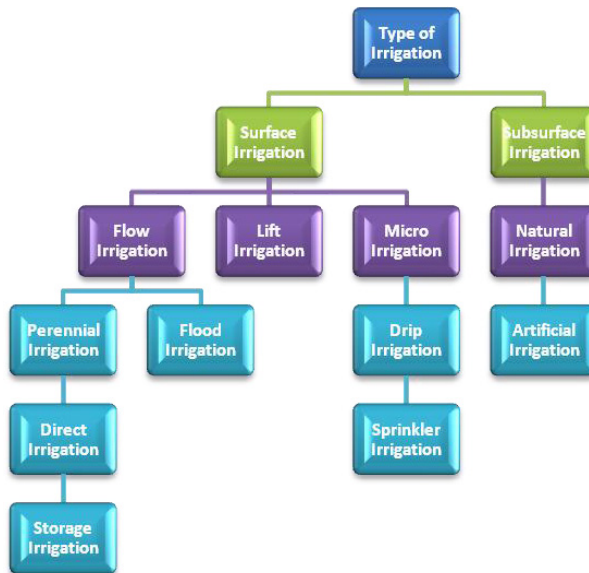 Type of
Irrigation
Surface
Irrigation
Subsurface
Irrigation
Flow
Irrigation
Lift
Irrigation
Micro
Irrigation
Natural
Irrigation
Perennial
Irrigation
Flood
Irrigation
Drip
Irrigation
Artificial
Irrigation
Direct
Irrigation
Sprinkler
Irrigation
Storage
Irrigation